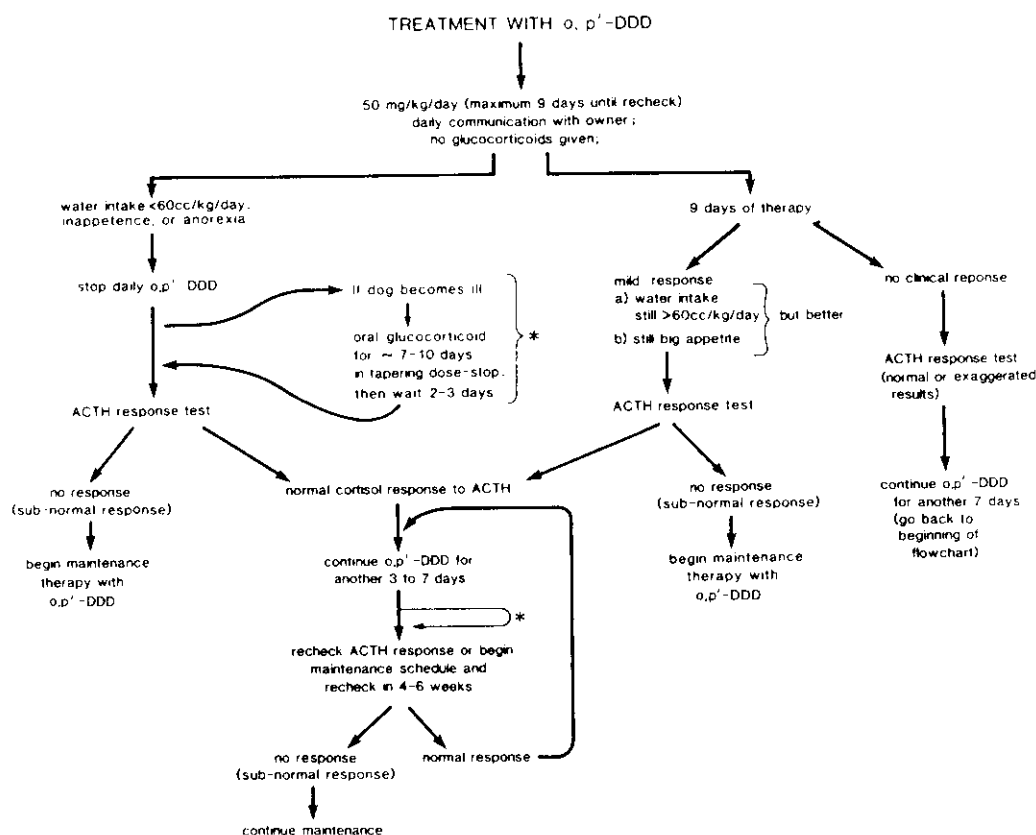 TREATMENT WITH o, p'-DDD
50 mg/kg/day (maximum 9 days until recheck)
daily communication with owner;
no glucocorticoids given;
water intake <60cc/kg/day.
inappetence, or anorexia
stop daily o,p' DDD
If dog becomes ill
oral glucocorticoid
for ~ 7-10 days
in tapering dose-stop.
then wait 2-3 days
*
ACTH response test
no response
(sub-normal response)
begin maintenance
therapy with
o,p'-DDD
9 days of therapy
mild response
a) water intake
still >60cc/kg/day
b) still big appetite
but better
ACTH response test
no clinical reponse
ACTH response test
(normal or exaggerated
results)
continue o,p'-DDD
for another 7 days
(go back to
beginning of
flowchart)
normal cortisol response to ACTH
no response
(sub-normal response)
begin maintenance
therapy with
o,p'-DDD
continue o,p'-DDD for
another 3 to 7 days
*
recheck ACTH response or begin
maintenance schedule and
recheck in 4-6 weeks
no response
(sub-normal response)
normal response
continue maintenance